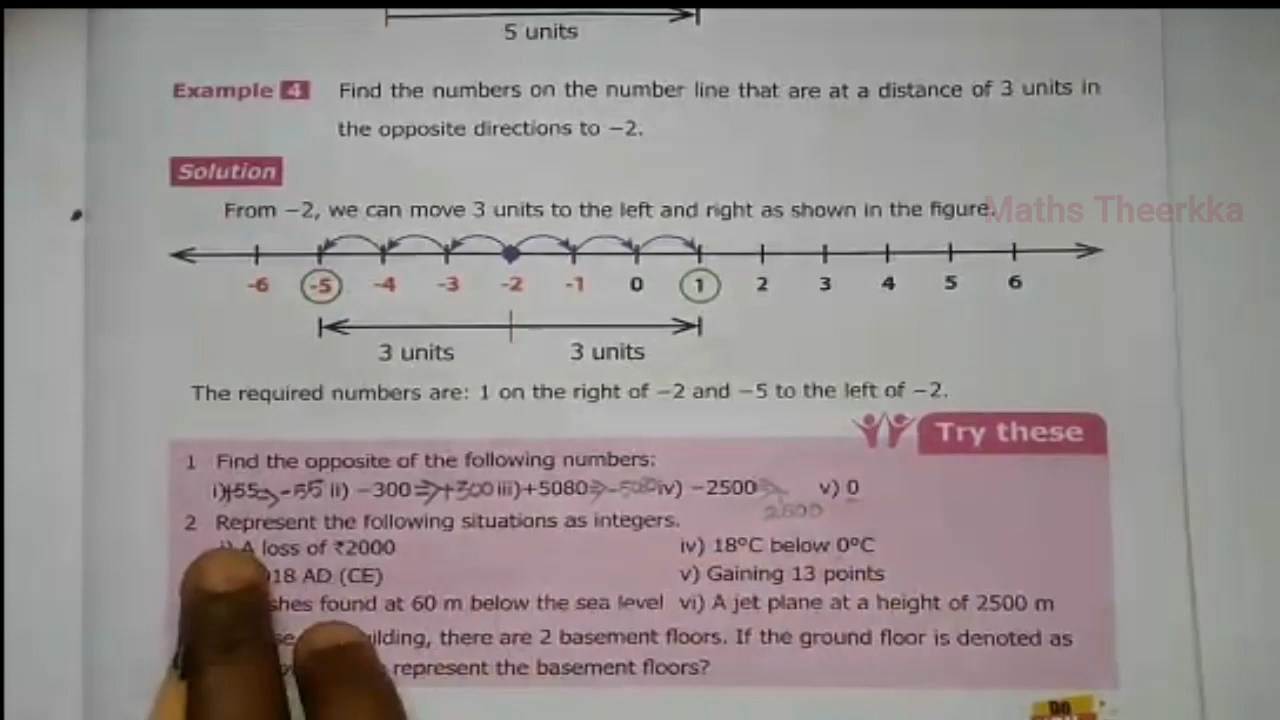 5 units
Example 4 Find the numbers on the number line that are at a distance of 3 units in
the opposite directions to −2.
Solution
From −2, we can move 3 units to the left and right as shown in the figure.
Maths Theerkka
-6 -5 -4 -3 -2 -1 0 1 2 3 4 5 6
3 units 3 units
The required numbers are: 1 on the right of −2 and −5 to the left of −2.
Try these
1 Find the opposite of the following numbers:
i)+55 ⇒ -55 ii) −300 ⇒ +300 iii)+5080 ⇒ -5080 iv) −2500 ⇒ v) 0
2500
2 Represent the following situations as integers.
i) A loss of ₹2000 iv) 18°C below 0°C
18 AD (CE) v) Gaining 13 points
shes found at 60 m below the sea level vi) A jet plane at a height of 2500 m
ilding, there are 2 basement floors. If the ground floor is denoted as
represent the basement floors?
DO